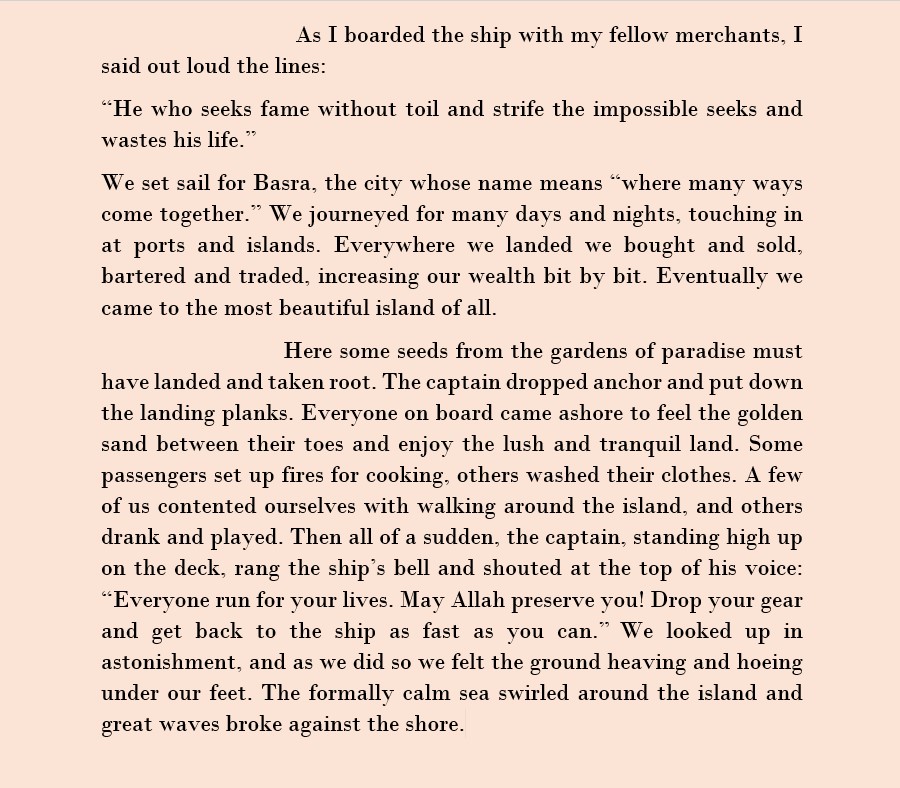 As I boarded the ship with my fellow merchants, I
said out loud the lines:
“He who seeks fame without toil and strife the impossible seeks and
wastes his life.”
We set sail for Basra, the city whose name means “where many ways
come together.” We journeyed for many days and nights, touching in
at ports and islands. Everywhere we landed we bought and sold,
bartered and traded, increasing our wealth bit by bit. Eventually we
came to the most beautiful island of all.
Here some seeds from the gardens of paradise must
have landed and taken root. The captain dropped anchor and put down
the landing planks. Everyone on board came ashore to feel the golden
sand between their toes and enjoy the lush and tranquil land. Some
passengers set up fires for cooking, others washed their clothes. A few
of us contented ourselves with walking around the island, and others
drank and played. Then all of a sudden, the captain, standing high up
on the deck, rang the ship’s bell and shouted at the top of his voice:
“Everyone run for your lives. May Allah preserve you! Drop your gear
and get back to the ship as fast as you can.” We looked up in
astonishment, and as we did so we felt the ground heaving and hoeing
under our feet. The formally calm sea swirled around the island and
great waves broke against the shore.